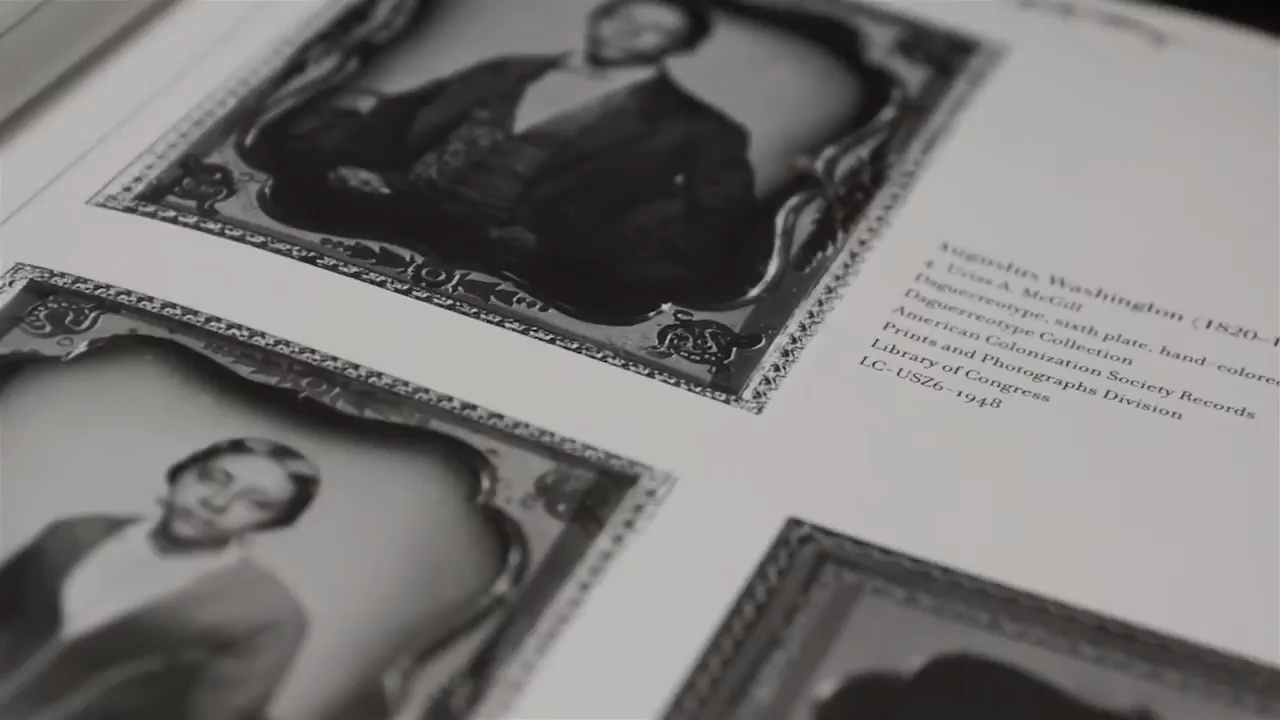 Augustus Washington (1820–
4. Urias A. McGill
Daguerreotype, sixth plate, hand-colored
Daguerreotype Collection
American Colonization Society Records
Prints and Photographs Division
Library of Congress
LC-USZ6-1948